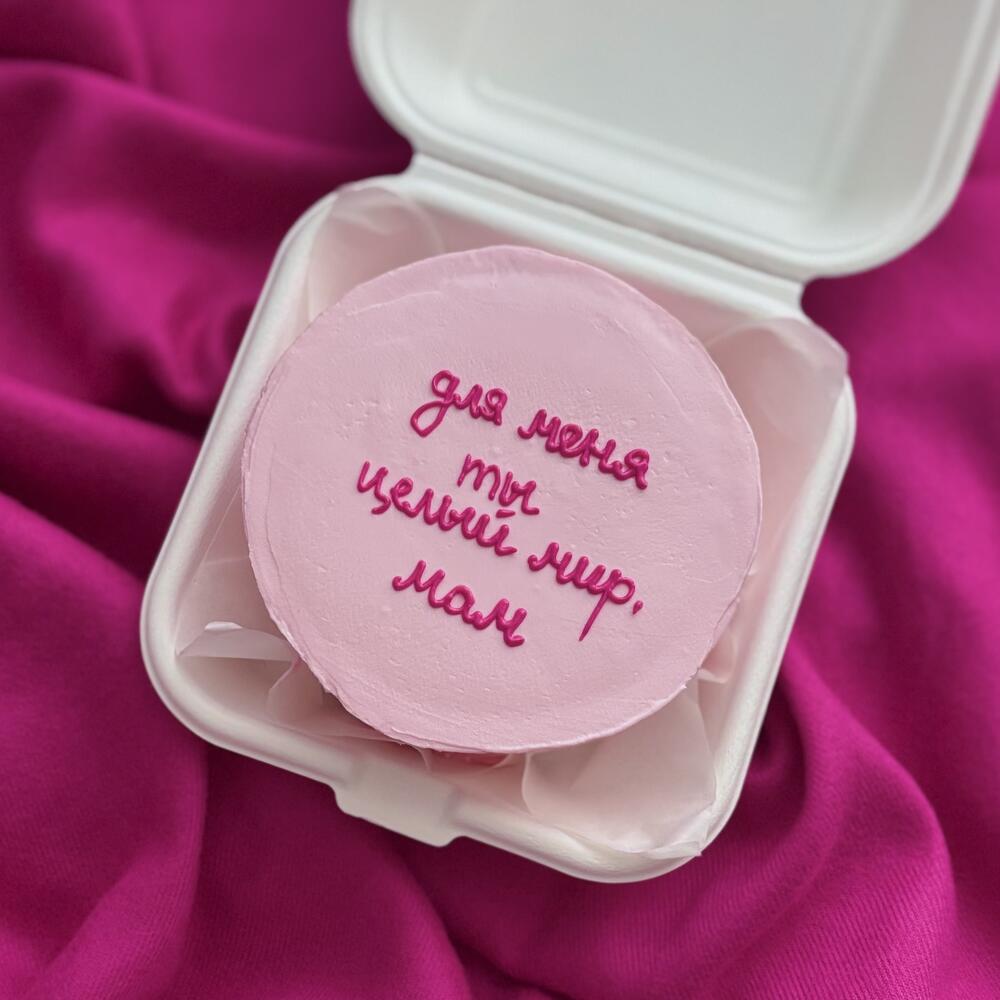 для меня
ты
целый мир,
мам